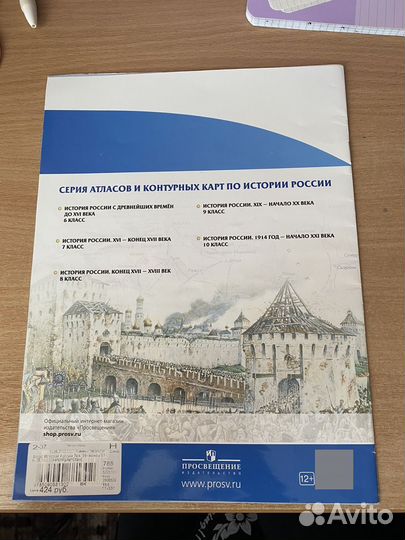 СЕРИЯ АТЛАСОВ И КОНТУРНЫХ КАРТ ПО ИСТОРИИ РОССИИ
ИСТОРИЯ РОССИИ С ДРЕВНЕЙШИХ ВРЕМЁН
ДО XVI ВЕКА
6 КЛАСС
ИСТОРИЯ РОССИИ. XVI — КОНЕЦ XVII ВЕКА
7 КЛАСС
ИСТОРИЯ РОССИИ. КОНЕЦ XVII — XVIII ВЕК
8 КЛАСС
ИСТОРИЯ РОССИИ. XIX — НАЧАЛО XX ВЕКА
9 КЛАСС
ИСТОРИЯ РОССИИ. 1914 ГОД — НАЧАЛО XXI ВЕКА
10 КЛАСС
Официальный интернет-магазин
издательства «Просвещение»
shop.prosv.ru
424 руб
ПРОСВЕЩЕНИЕ
ИЗДАТЕЛЬСТВО
www.prosv.ru
12+
Avito